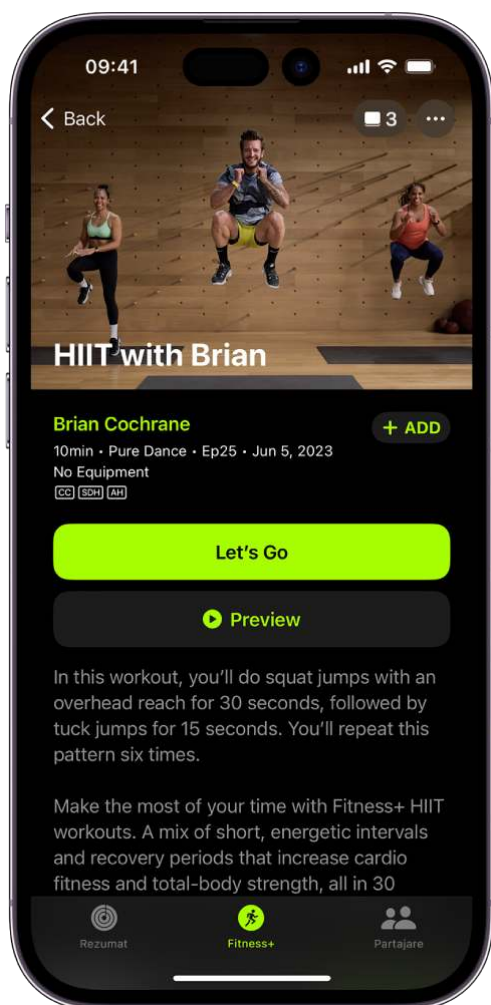 09:41
Back
3
HIIT with Brian
Brian Cochrane
+ ADD
10min • Pure Dance • Ep25 • Jun 5, 2023
No Equipment
CC SDH AH
Let's Go
Preview
In this workout, you'll do squat jumps with an
overhead reach for 30 seconds, followed by
tuck jumps for 15 seconds. You'll repeat this
pattern six times.
Make the most of your time with Fitness+ HIIT
workouts. A mix of short, energetic intervals
and recovery periods that increase cardio
fitness and total-body strength, all in 30
Rezumat
Fitness+
Partajare